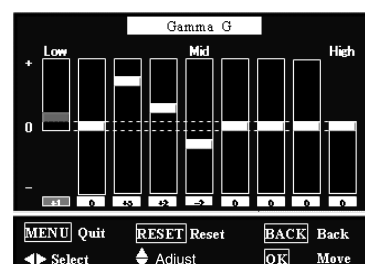 Gamma G
Low Mid High
+
0
−
+1 0 +5 +2 -2 0 0 0 0
MENU Quit RESET Reset BACK Back
Select Adjust OK Move